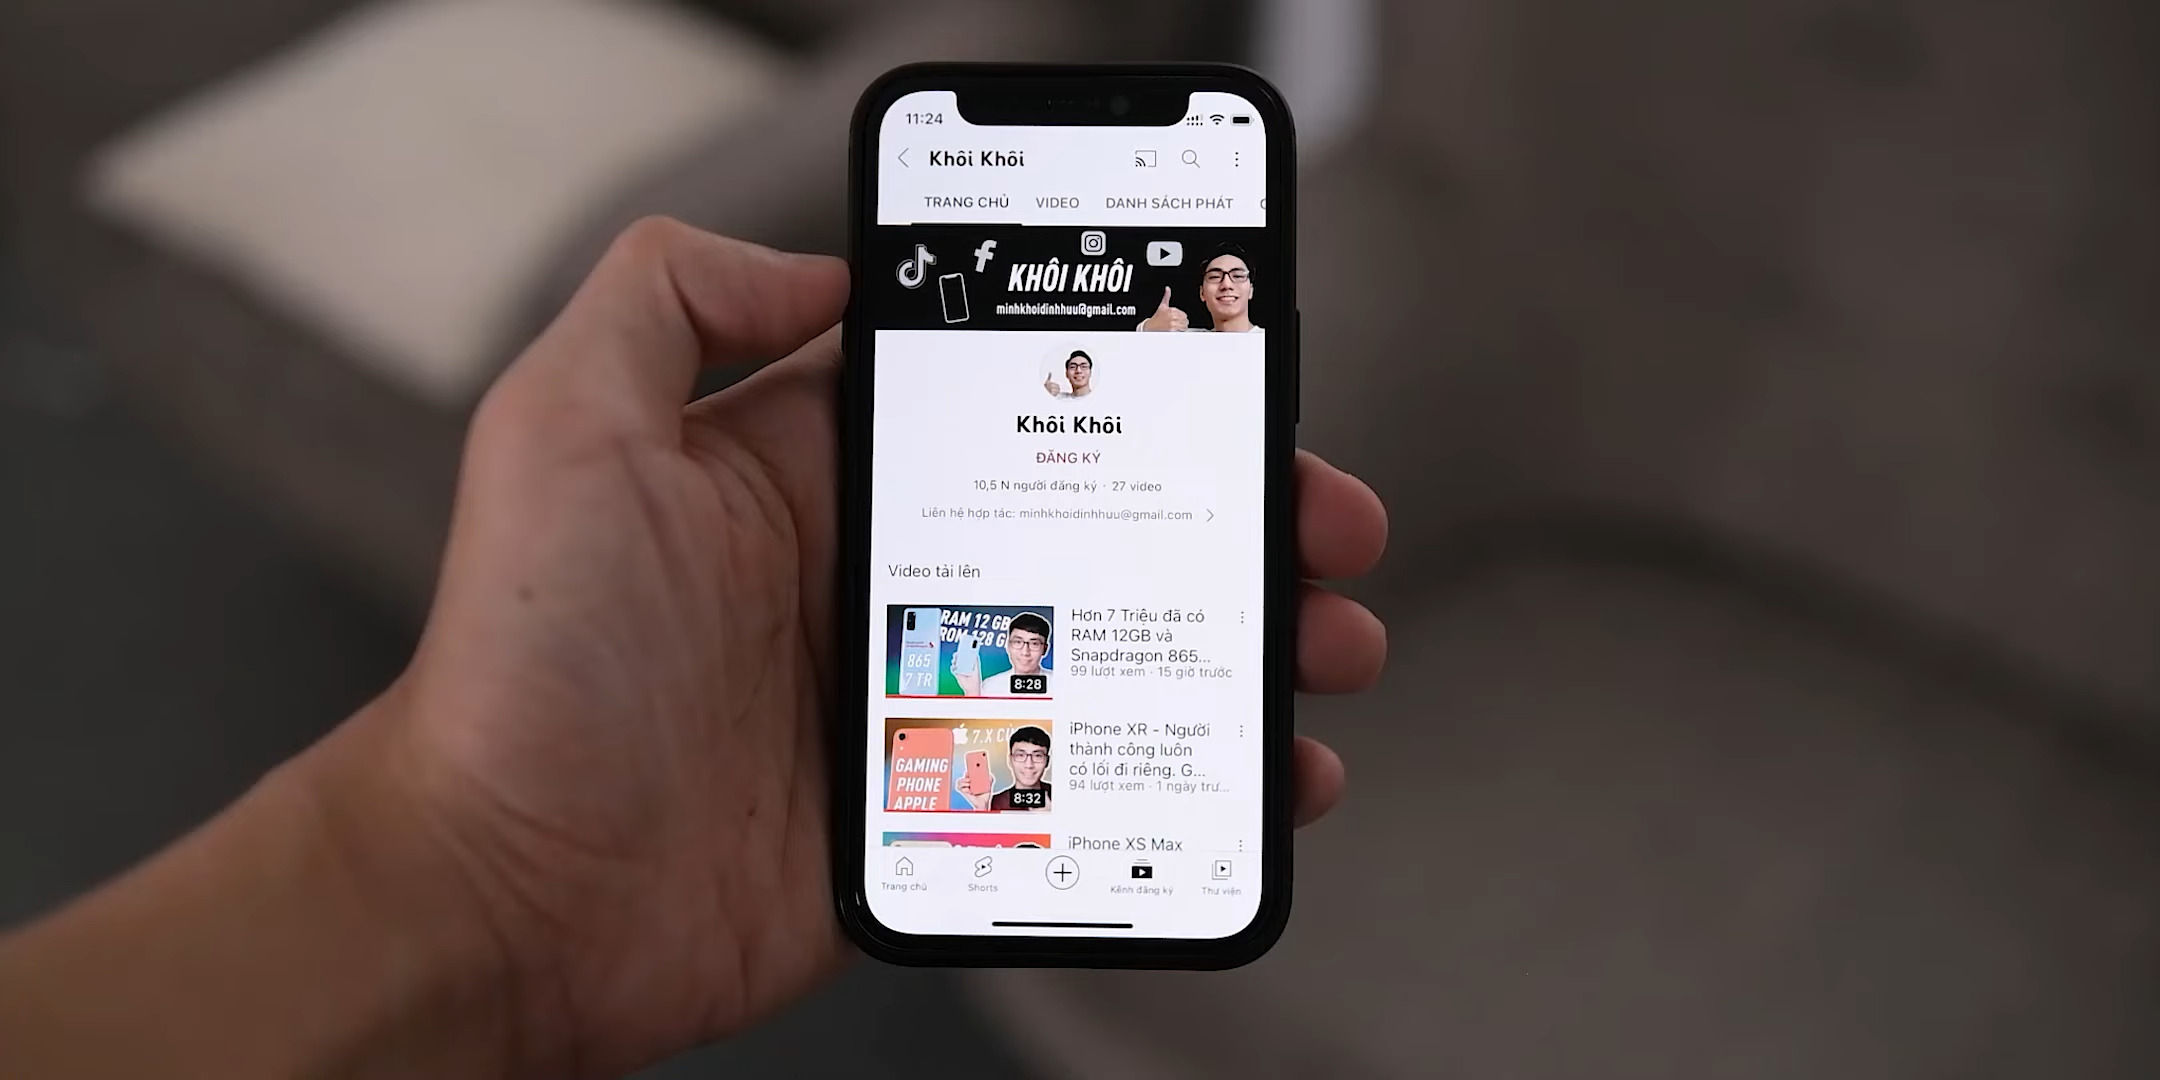 11:24
Khôi Khôi
TRANG CHỦ VIDEO DANH SÁCH PHÁT
KHÔI KHÔI
minhkhoidinhhuu@gmail.com
Khôi Khôi
ĐĂNG KÝ
10,5 N người đăng ký · 27 video
Liên hệ hợp tác: minhkhoidinhhuu@gmail.com
Video tải lên
RAM 12 GB
ROM 128 G
865
7 TR
8:28
Hơn 7 Triệu đã có
RAM 12GB và
Snapdragon 865...
99 lượt xem · 15 giờ trước
7.X
GAMING
PHONE
APPLE
8:32
iPhone XR - Người
thành công luôn
có lối đi riêng. G...
94 lượt xem · 1 ngày trư...
iPhone XS Max
Trang chủ Shorts Kênh đăng ký Thư viện